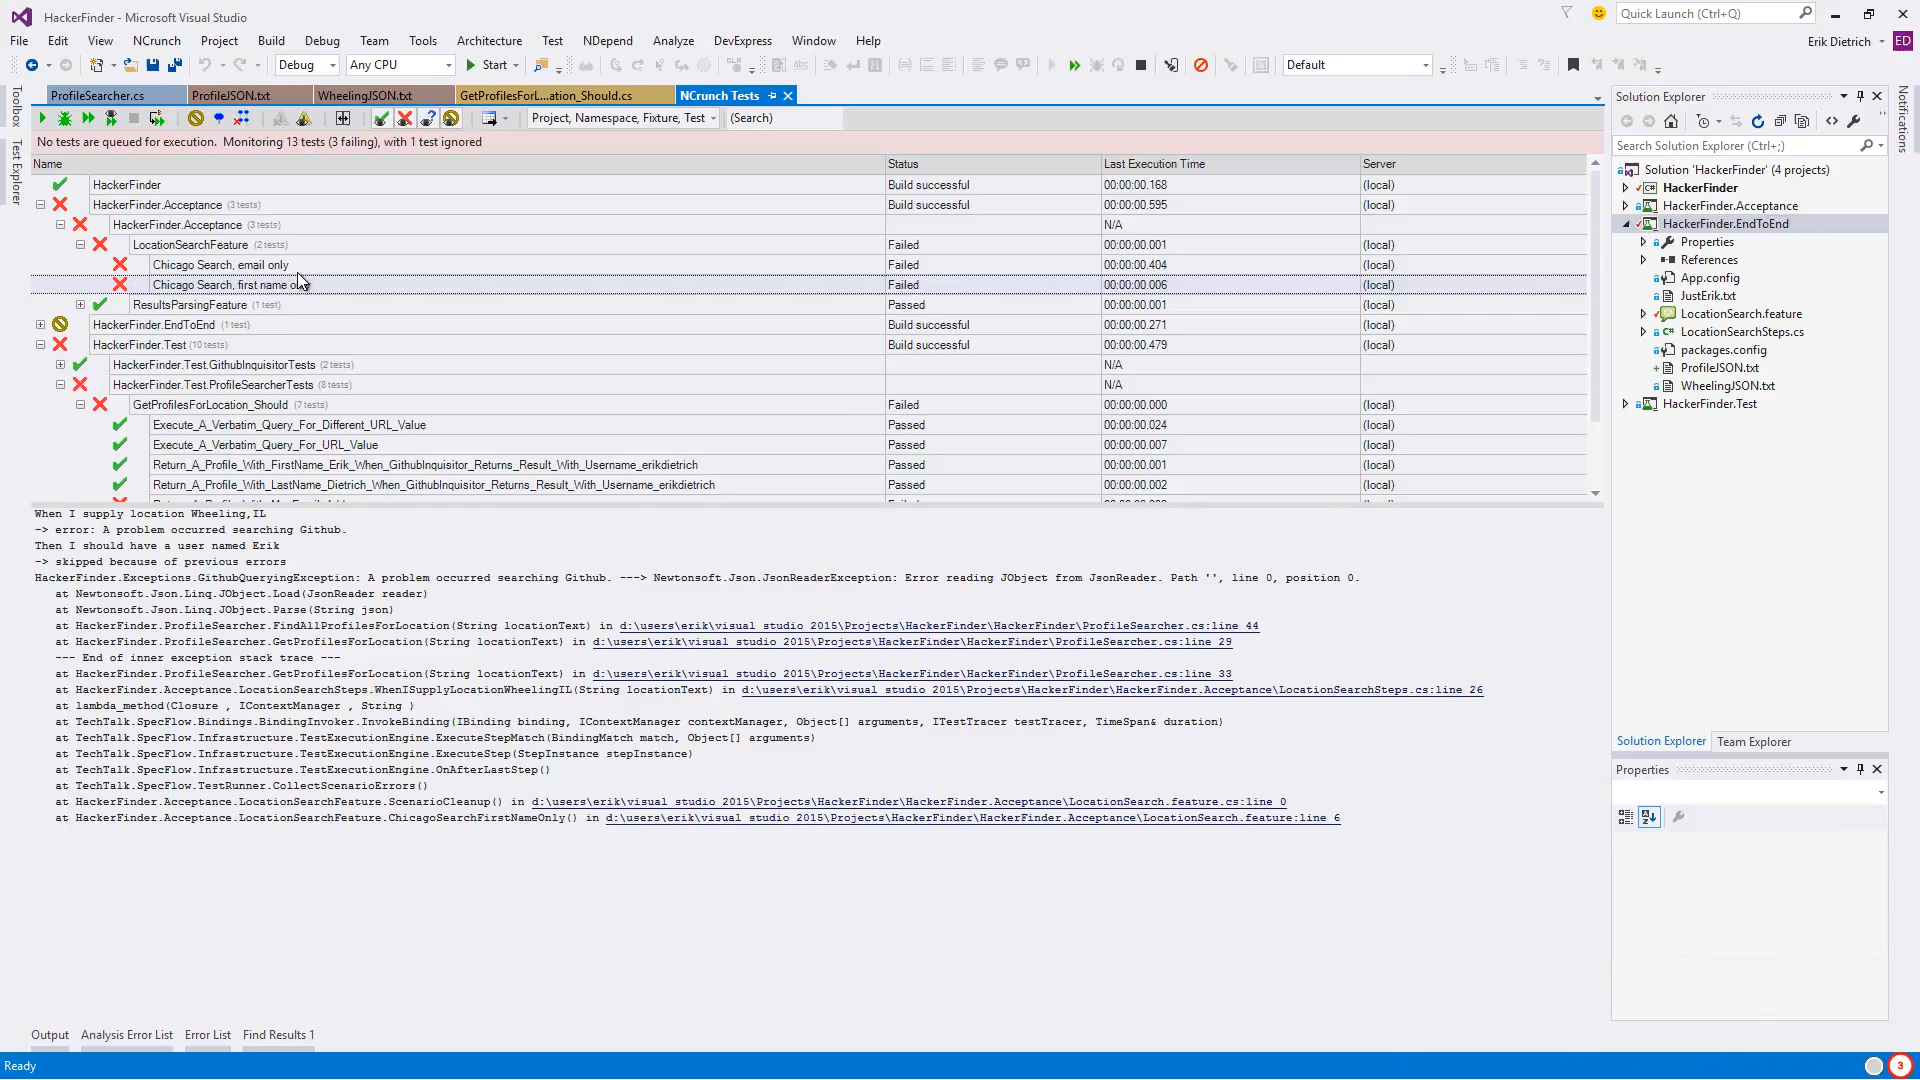 HackerFinder - Microsoft Visual Studio
Quick Launch (Ctrl+Q)
File Edit View NCrunch Project Build Debug Team Tools Architecture Test NDepend Analyze DevExpress Window Help
Erik Dietrich ED
Debug Any CPU Start Default
Toolbox
Test Explorer
Notifications
ProfileSearcher.cs ProfileJSON.txt WheelingJSON.txt GetProfilesForL...ation_Should.cs NCrunch Tests
Project, Namespace, Fixture, Test (Search)
No tests are queued for execution. Monitoring 13 tests (3 failing), with 1 test ignored
Name Status Last Execution Time Server
HackerFinder Build successful 00:00:00.168 (local)
HackerFinder.Acceptance (3 tests) Build successful 00:00:00.595 (local)
HackerFinder.Acceptance (3 tests) N/A
LocationSearchFeature (2 tests) Failed 00:00:00.001 (local)
Chicago Search, email only Failed 00:00:00.404 (local)
Chicago Search, first name Failed 00:00:00.006 (local)
ResultsParsingFeature (1 test) Passed 00:00:00.001 (local)
HackerFinder.EndToEnd (1 test) Build successful 00:00:00.271 (local)
HackerFinder.Test (10 tests) Build successful 00:00:00.479 (local)
HackerFinder.Test.GithubInquisitorTests (2 tests) N/A
HackerFinder.Test.ProfileSearcherTests (8 tests) N/A
GetProfilesForLocation_Should (7 tests) Failed 00:00:00.000 (local)
Execute_A_Verbatim_Query_For_Different_URL_Value Passed 00:00:00.024 (local)
Execute_A_Verbatim_Query_For_URL_Value Passed 00:00:00.007 (local)
Return_A_Profile_With_FirstName_Erik_When_GithubInquisitor_Returns_Result_With_Username_erikdietrich Passed 00:00:00.001 (local)
Return_A_Profile_With_LastName_Dietrich_When_GithubInquisitor_Returns_Result_With_Username_erikdietrich Passed 00:00:00.002 (local)
When I supply location Wheeling,IL
-> error: A problem occurred searching Github.
Then I should have a user named Erik
-> skipped because of previous errors
HackerFinder.Exceptions.GithubQueryingException: A problem occurred searching Github. ---> Newtonsoft.Json.JsonReaderException: Error reading JObject from JsonReader. Path '', line 0, position 0.
at Newtonsoft.Json.Linq.JObject.Load(JsonReader reader)
at Newtonsoft.Json.Linq.JObject.Parse(String json)
at HackerFinder.ProfileSearcher.FindAllProfilesForLocation(String locationText) in d:\users\erik\visual studio 2015\Projects\HackerFinder\HackerFinder\ProfileSearcher.cs:line 44
at HackerFinder.ProfileSearcher.GetProfilesForLocation(String locationText) in d:\users\erik\visual studio 2015\Projects\HackerFinder\HackerFinder\ProfileSearcher.cs:line 29
--- End of inner exception stack trace ---
at HackerFinder.ProfileSearcher.GetProfilesForLocation(String locationText) in d:\users\erik\visual studio 2015\Projects\HackerFinder\HackerFinder\ProfileSearcher.cs:line 33
at HackerFinder.Acceptance.LocationSearchSteps.WhenISupplyLocationWheelingIL(String locationText) in d:\users\erik\visual studio 2015\Projects\HackerFinder\HackerFinder.Acceptance\LocationSearchSteps.cs:line 26
at lambda_method(Closure , IContextManager , String )
at TechTalk.SpecFlow.Bindings.BindingInvoker.InvokeBinding(IBinding binding, IContextManager contextManager, Object[] arguments, ITestTracer testTracer, TimeSpan& duration)
at TechTalk.SpecFlow.Infrastructure.TestExecutionEngine.ExecuteStepMatch(BindingMatch match, Object[] arguments)
at TechTalk.SpecFlow.Infrastructure.TestExecutionEngine.ExecuteStep(StepInstance stepInstance)
at TechTalk.SpecFlow.Infrastructure.TestExecutionEngine.OnAfterLastStep()
at TechTalk.SpecFlow.TestRunner.CollectScenarioErrors()
at HackerFinder.Acceptance.LocationSearchFeature.ScenarioCleanup() in d:\users\erik\visual studio 2015\Projects\HackerFinder\HackerFinder.Acceptance\LocationSearch.feature.cs:line 0
at HackerFinder.Acceptance.LocationSearchFeature.ChicagoSearchFirstNameOnly() in d:\users\erik\visual studio 2015\Projects\HackerFinder\HackerFinder.Acceptance\LocationSearch.feature:line 6
Solution Explorer
Search Solution Explorer (Ctrl+;)
Solution 'HackerFinder' (4 projects)
HackerFinder
HackerFinder.Acceptance
HackerFinder.EndToEnd
Properties
References
App.config
JustErik.txt
LocationSearch.feature
LocationSearchSteps.cs
packages.config
ProfileJSON.txt
WheelingJSON.txt
HackerFinder.Test
Solution Explorer Team Explorer
Properties
Output Analysis Error List Error List Find Results 1
Ready
3